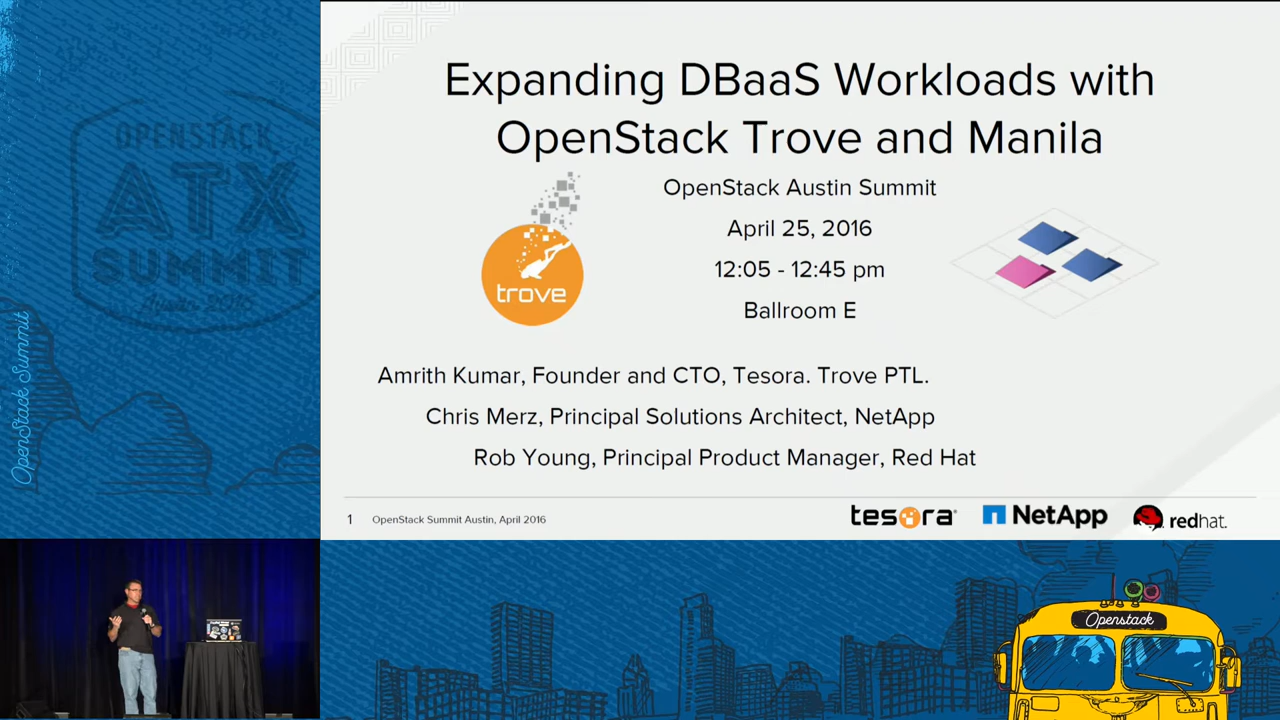 OPENSTACK
ATX
SUMMIT
OpenStack Summit
Expanding DBaaS Workloads with
OpenStack Trove and Manila
OpenStack Austin Summit
April 25, 2016
12:05 - 12:45 pm
Ballroom E
trove
Amrith Kumar, Founder and CTO, Tesora. Trove PTL.
Chris Merz, Principal Solutions Architect, NetApp
Rob Young, Principal Product Manager, Red Hat
1 OpenStack Summit Austin, April 2016
tesora NetApp redhat.
Openstack